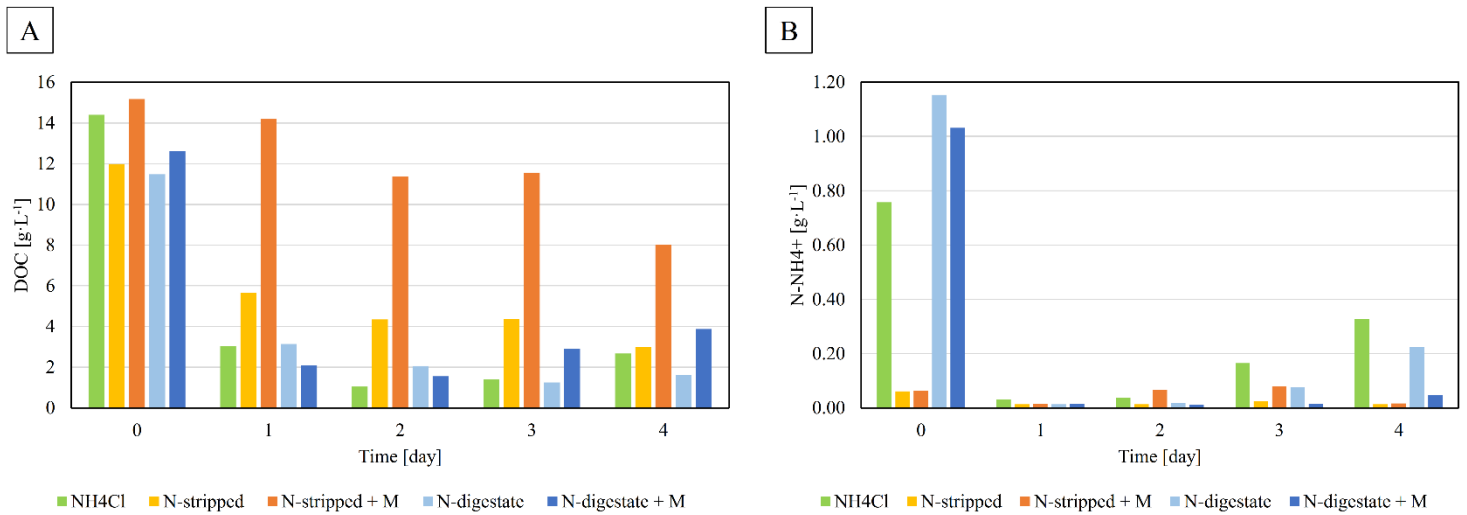 A
B
16
14
12
10
8
6
4
2
0
DOC [g·L⁻¹]
0 1 2 3 4
Time [day]
NH4Cl N-stripped N-stripped + M N-digestate N-digestate + M
1.20
1.00
0.80
0.60
0.40
0.20
0.00
N-NH4+ [g·L⁻¹]
0 1 2 3 4
Time [day]
NH4Cl N-stripped N-stripped + M N-digestate N-digestate + M